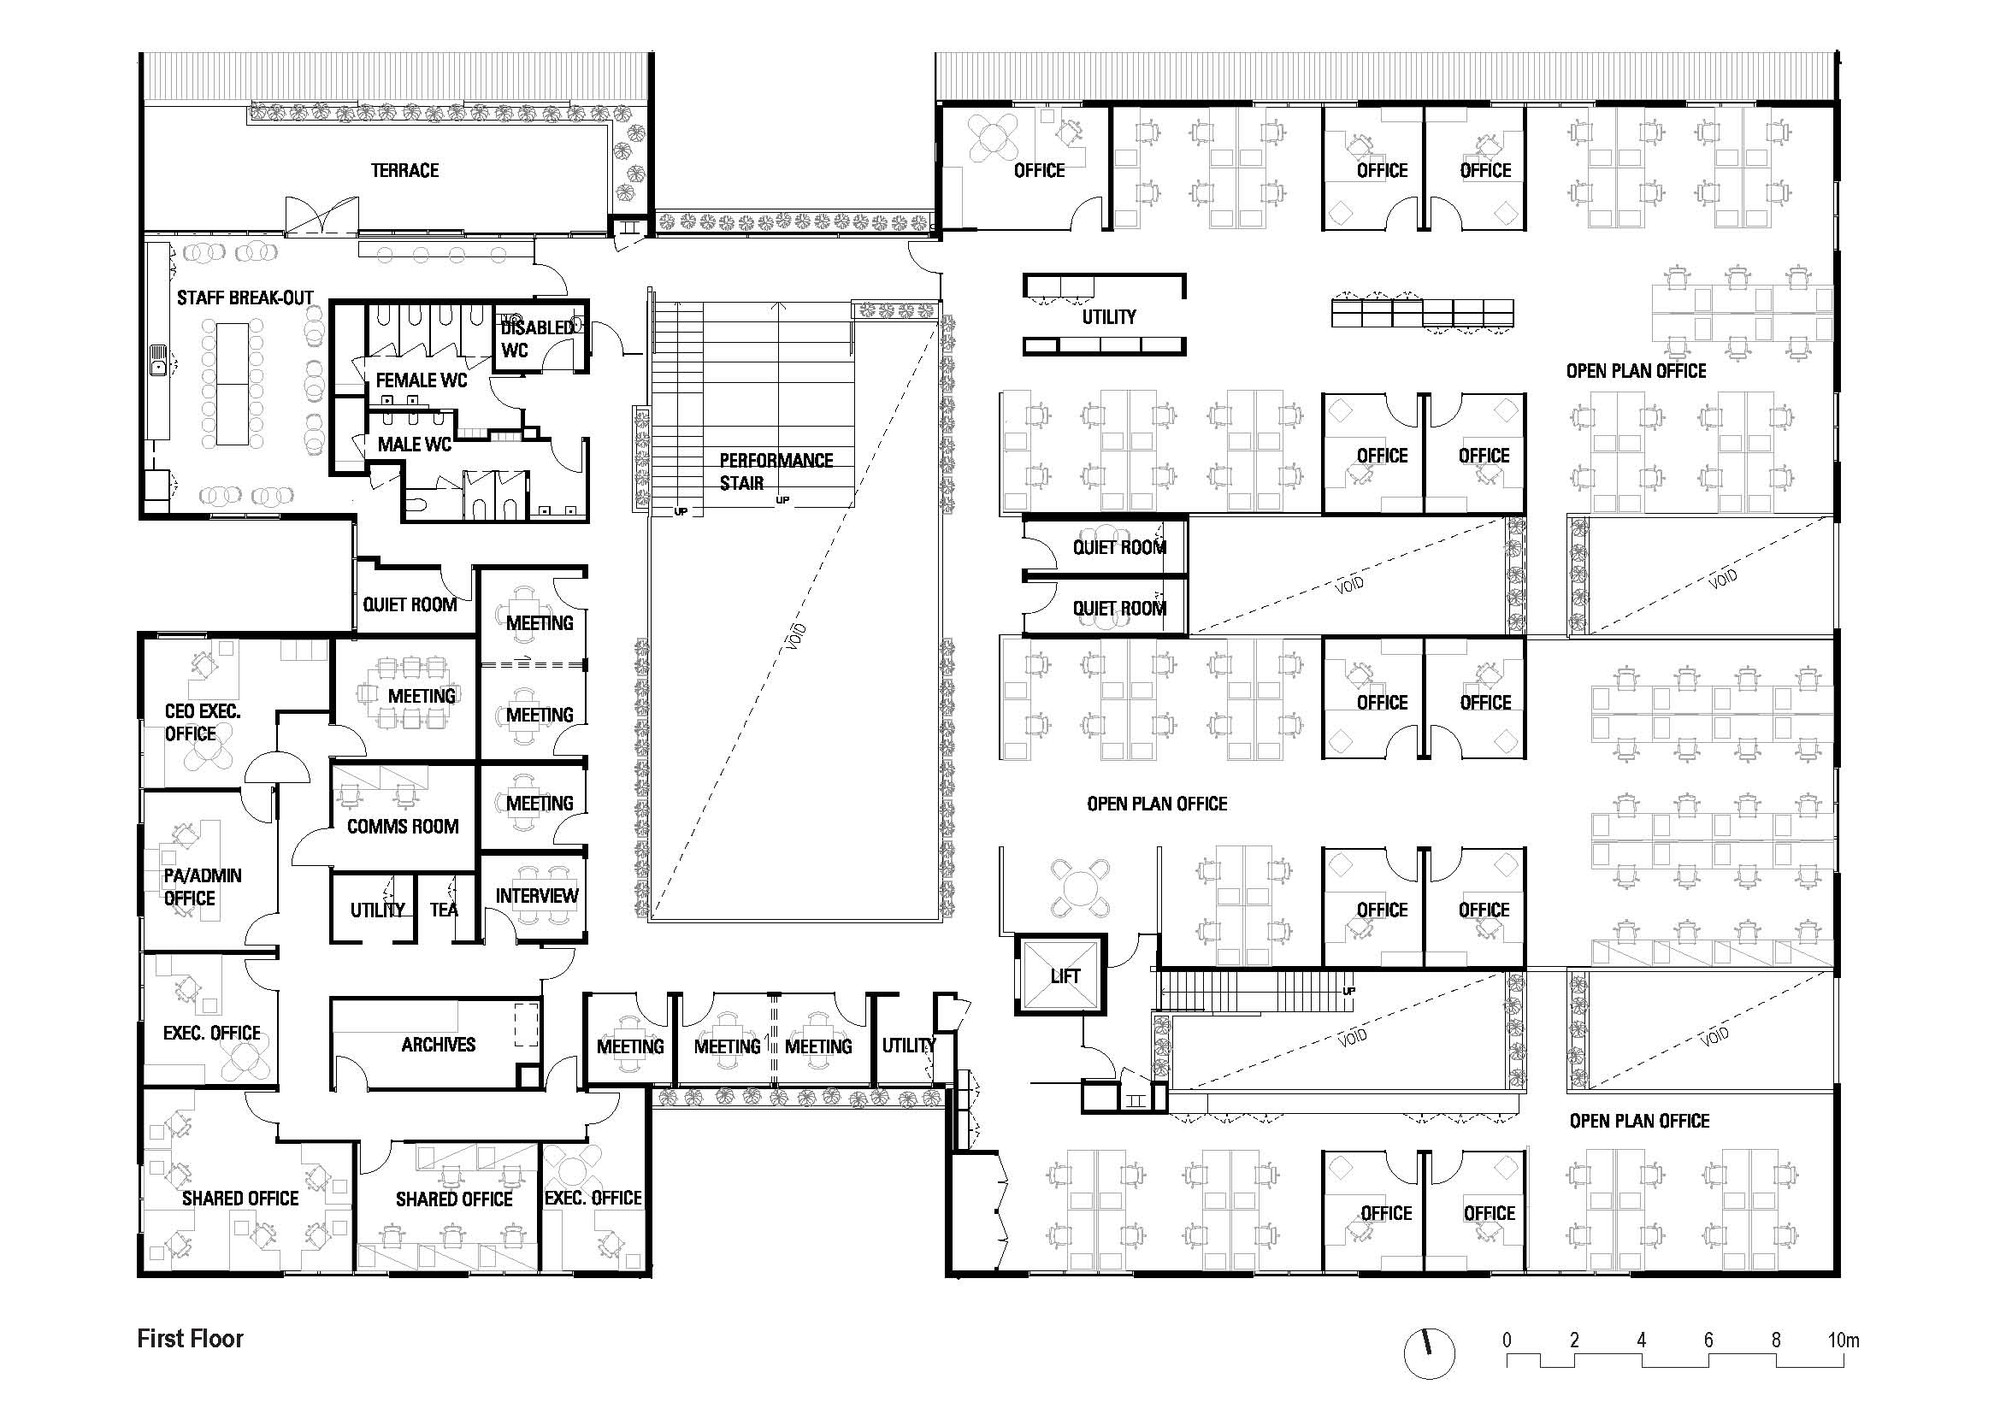 TERRACE
OFFICE
OFFICE
OFFICE
STAFF BREAK-OUT
UTILITY
DISABLED
WC
FEMALE WC
OPEN PLAN OFFICE
MALE WC
PERFORMANCE
STAIR
OFFICE
OFFICE
UP
UP
QUIET ROOM
VOID
VOID
QUIET ROOM
QUIET ROOM
MEETING
VOID
MEETING
OFFICE
OFFICE
CEO EXEC.
OFFICE
MEETING
MEETING
OPEN PLAN OFFICE
COMMS ROOM
PA/ADMIN
OFFICE
INTERVIEW
UTILITY
TEA
OFFICE
OFFICE
LIFT
UP
EXEC. OFFICE
ARCHIVES
MEETING
MEETING
MEETING
UTILITY
VOID
VOID
OPEN PLAN OFFICE
SHARED OFFICE
SHARED OFFICE
EXEC. OFFICE
OFFICE
OFFICE
First Floor
0 2 4 6 8 10m